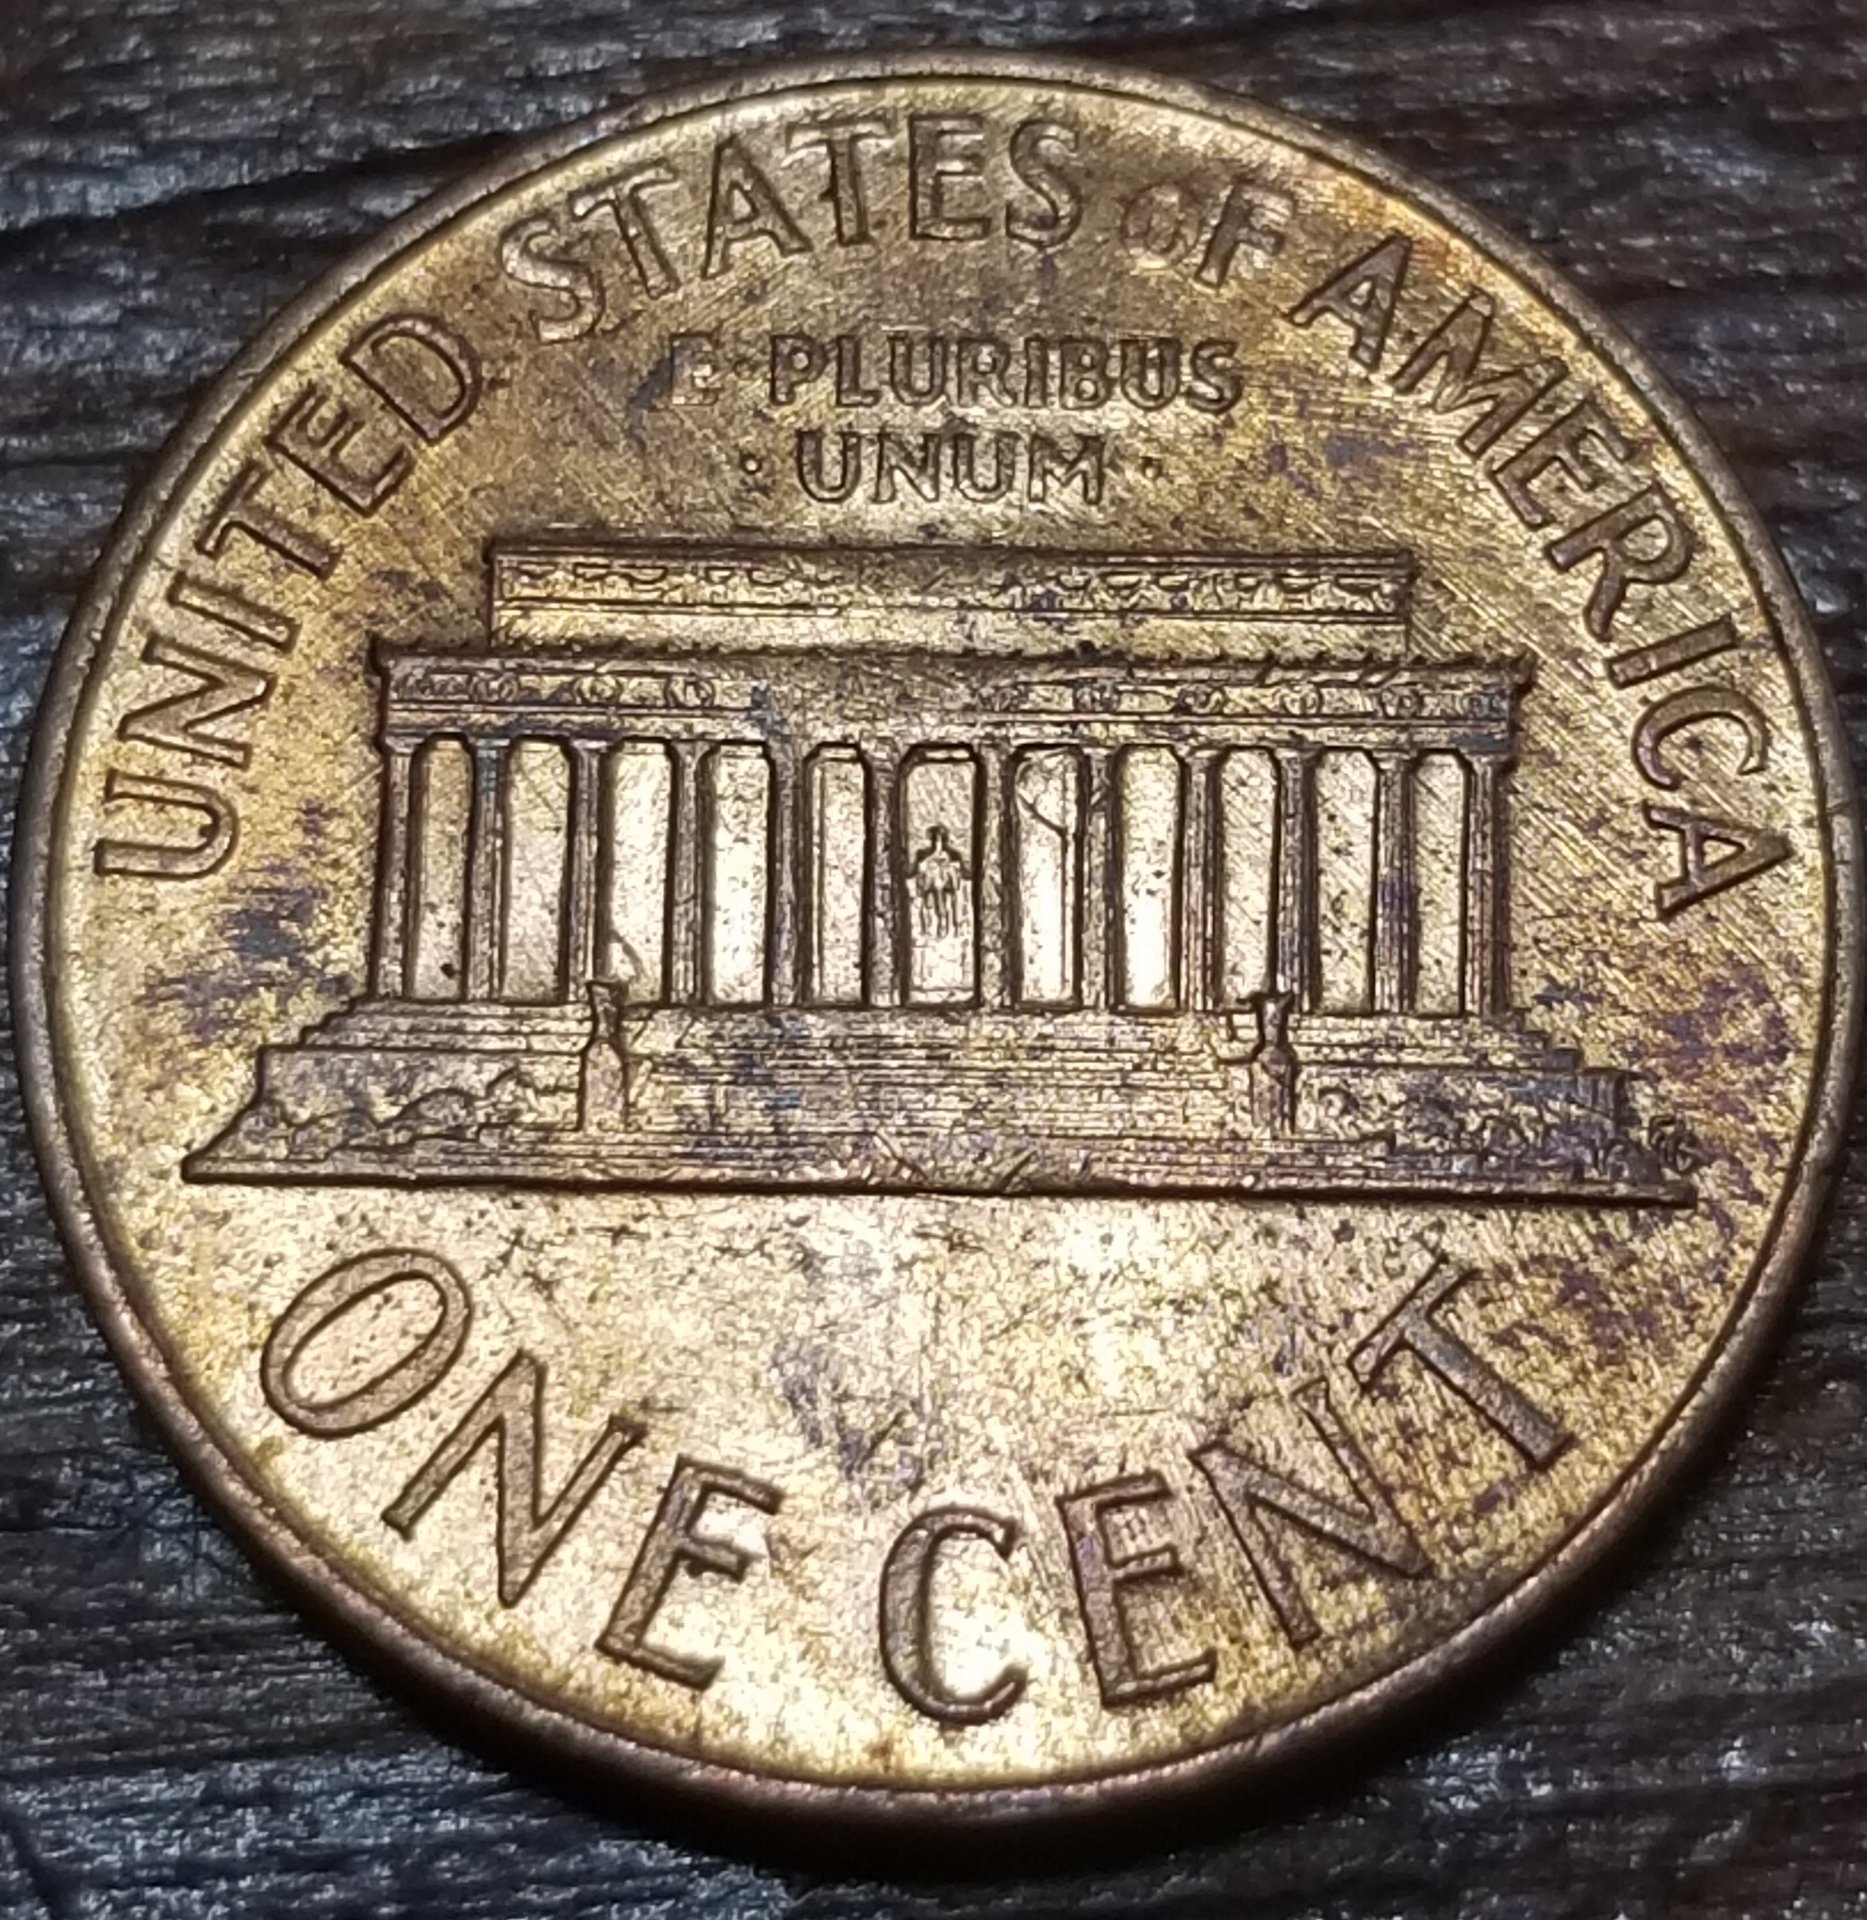 UNITED STATES OF AMERICA
E·PLURIBUS
·UNUM·
ONE CENT